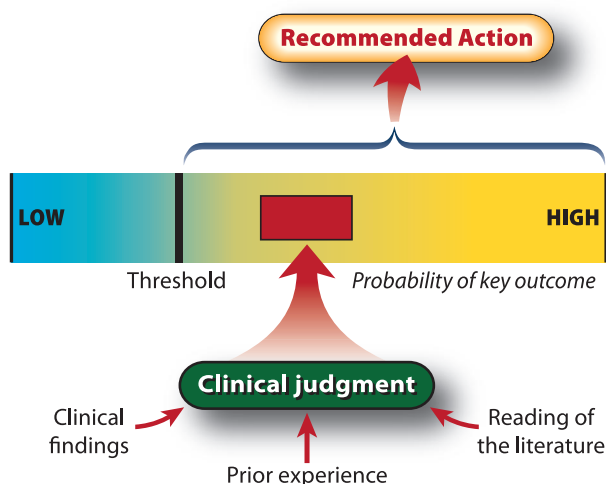 Recommended Action
LOW
HIGH
Threshold
Probability of key outcome
Clinical judgment
Clinical
findings
Prior experience
Reading of
the literature